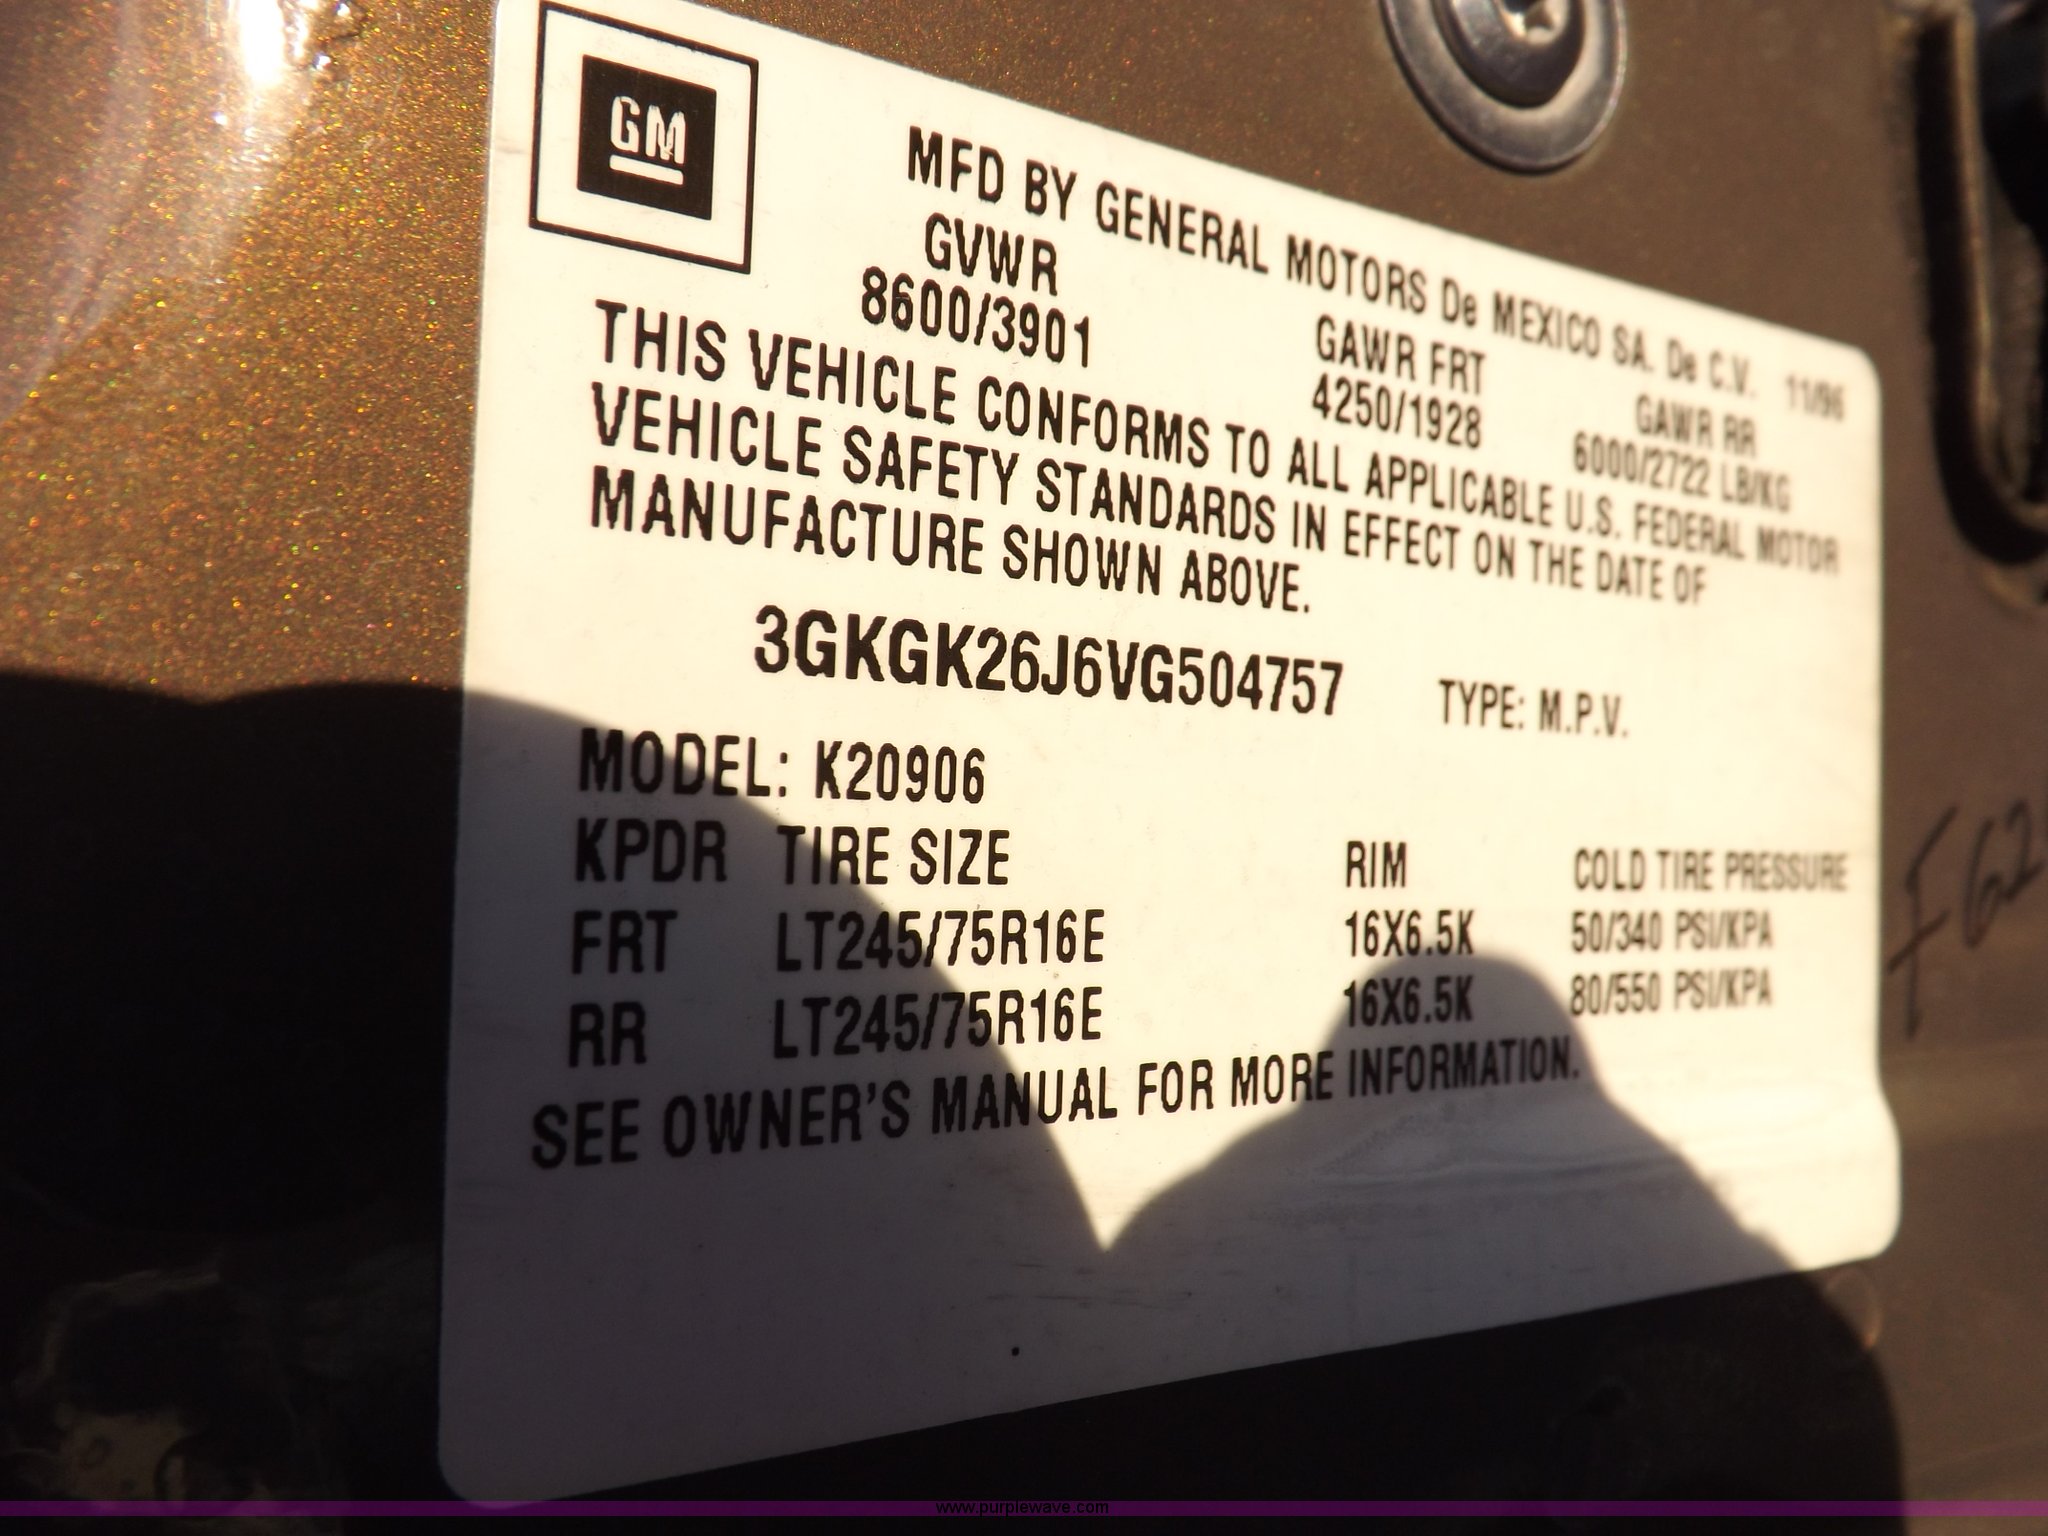 GM
MFD BY GENERAL MOTORS De MEXICO SA. De C.V. 11/96
GVWR GAWR FRT GAWR RR
8600/3901 4250/1928 6000/2722 LB/KG
THIS VEHICLE CONFORMS TO ALL APPLICABLE U.S. FEDERAL MOTOR
VEHICLE SAFETY STANDARDS IN EFFECT ON THE DATE OF
MANUFACTURE SHOWN ABOVE.
3GKGK26J6VG504757 TYPE: M.P.V.
MODEL: K20906
KPDR TIRE SIZE RIM COLD TIRE PRESSURE
FRT LT245/75R16E 16X6.5K 50/340 PSI/KPA
RR LT245/75R16E 16X6.5K 80/550 PSI/KPA
SEE OWNER'S MANUAL FOR MORE INFORMATION.
www.purplewave.com